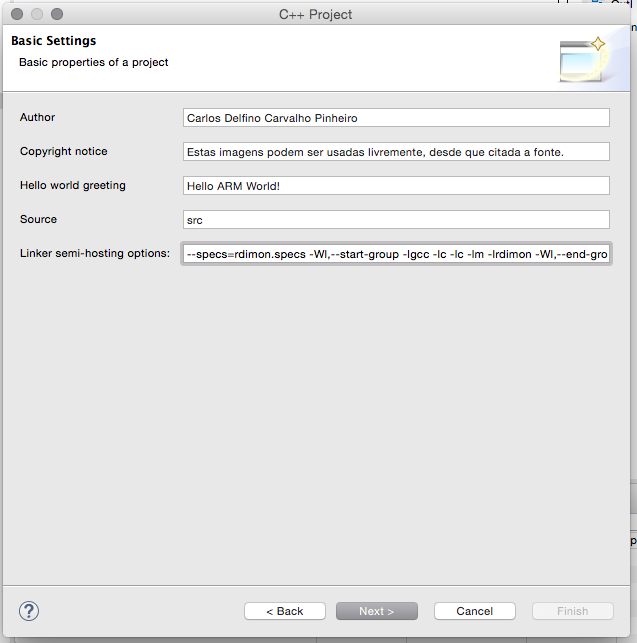 C++ Project
Basic Settings
Basic properties of a project
Author
Carlos Delfino Carvalho Pinheiro
Copyright notice
Estas imagens podem ser usadas livremente, desde que citada a fonte.
Hello world greeting
Hello ARM World!
Source
src
Linker semi-hosting options:
--specs=rdimon.specs -Wl,--start-group -lgcc -lc -lc -lm -lrdimon -Wl,--end-gro
?
< Back
Next >
Cancel
Finish